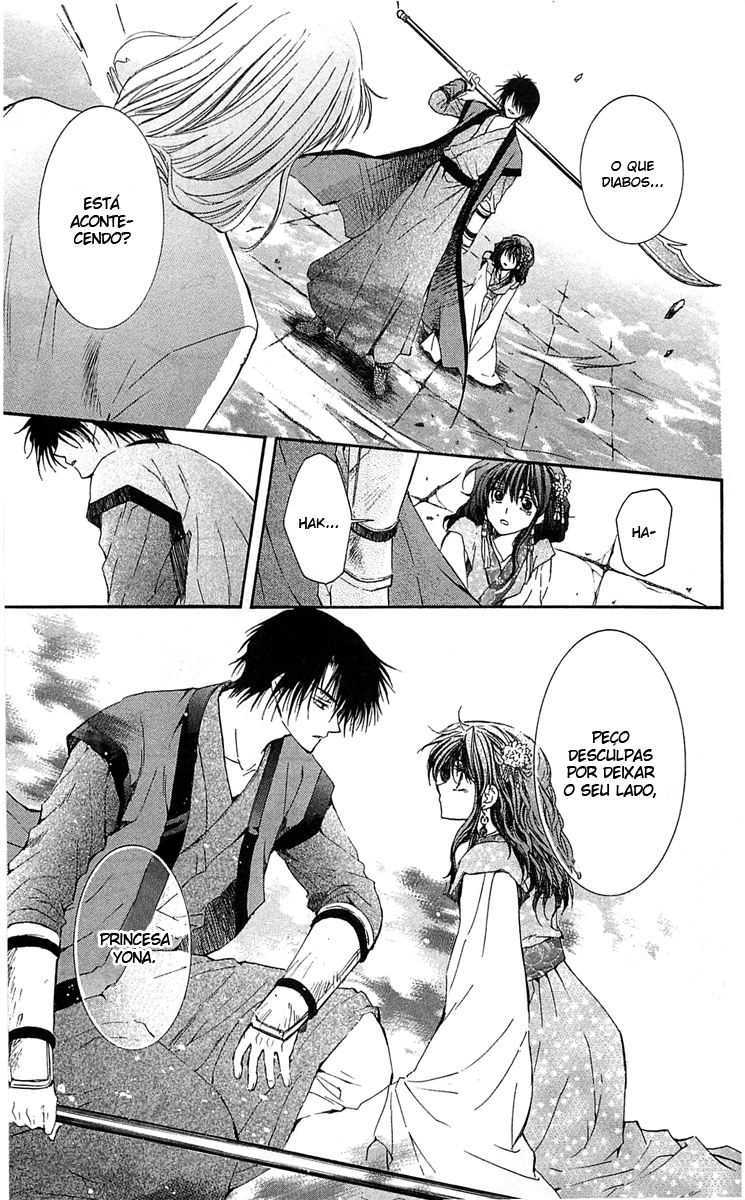 O QUE
DIABOS...
ESTÁ
ACONTE-
CENDO?
HA-
HAK...
PEÇO
DESCULPAS
POR DEIXAR
O SEU LADO,
PRINCESA
YONA.